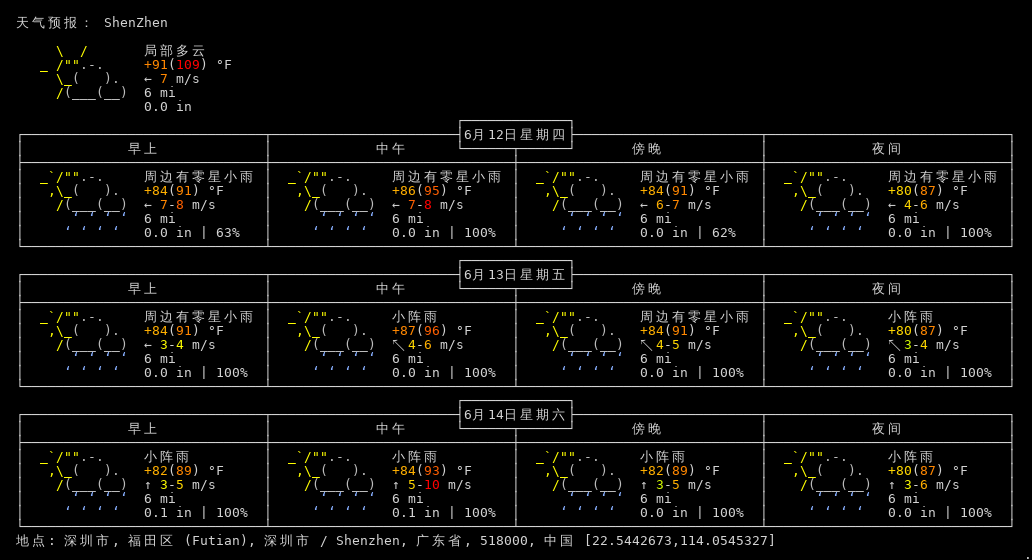 天气预报： ShenZhen
局部多云
+91(109) °F
← 7 m/s
6 mi
0.0 in
6月12日星期四
早上 中午 傍晚 夜间
周边有零星小雨 周边有零星小雨 周边有零星小雨 周边有零星小雨
+84(91) °F +86(95) °F +84(91) °F +80(87) °F
← 7-8 m/s ← 7-8 m/s ← 6-7 m/s ← 4-6 m/s
6 mi 6 mi 6 mi 6 mi
0.0 in | 63% 0.0 in | 100% 0.0 in | 62% 0.0 in | 100%
6月13日星期五
早上 中午 傍晚 夜间
周边有零星小雨 小阵雨 周边有零星小雨 小阵雨
+84(91) °F +87(96) °F +84(91) °F +80(87) °F
← 3-4 m/s ↖ 4-6 m/s ↖ 4-5 m/s ↖ 3-4 m/s
6 mi 6 mi 6 mi 6 mi
0.0 in | 100% 0.0 in | 100% 0.0 in | 100% 0.0 in | 100%
6月14日星期六
早上 中午 傍晚 夜间
小阵雨 小阵雨 小阵雨 小阵雨
+82(89) °F +84(93) °F +82(89) °F +80(87) °F
↑ 3-5 m/s ↑ 5-10 m/s ↑ 3-5 m/s ↑ 3-6 m/s
6 mi 6 mi 6 mi 6 mi
0.1 in | 100% 0.1 in | 100% 0.0 in | 100% 0.0 in | 100%
地点: 深圳市, 福田区 (Futian), 深圳市 / Shenzhen, 广东省, 518000, 中国 [22.5442673,114.0545327]